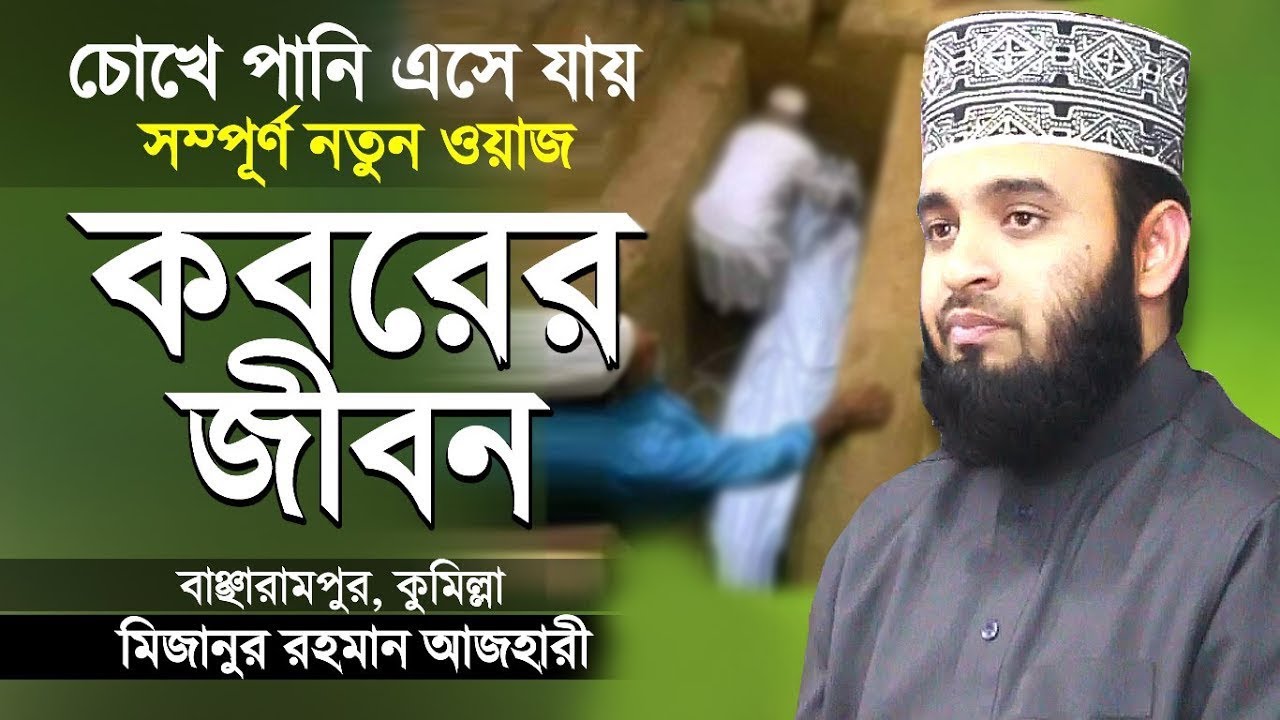 চোখে পানি এসে যায়
সম্পূর্ণ নতুন ওয়াজ
কবরের
জীবন
বাঞ্ছারামপুর, কুমিল্লা
মিজানুর রহমান আজহারী